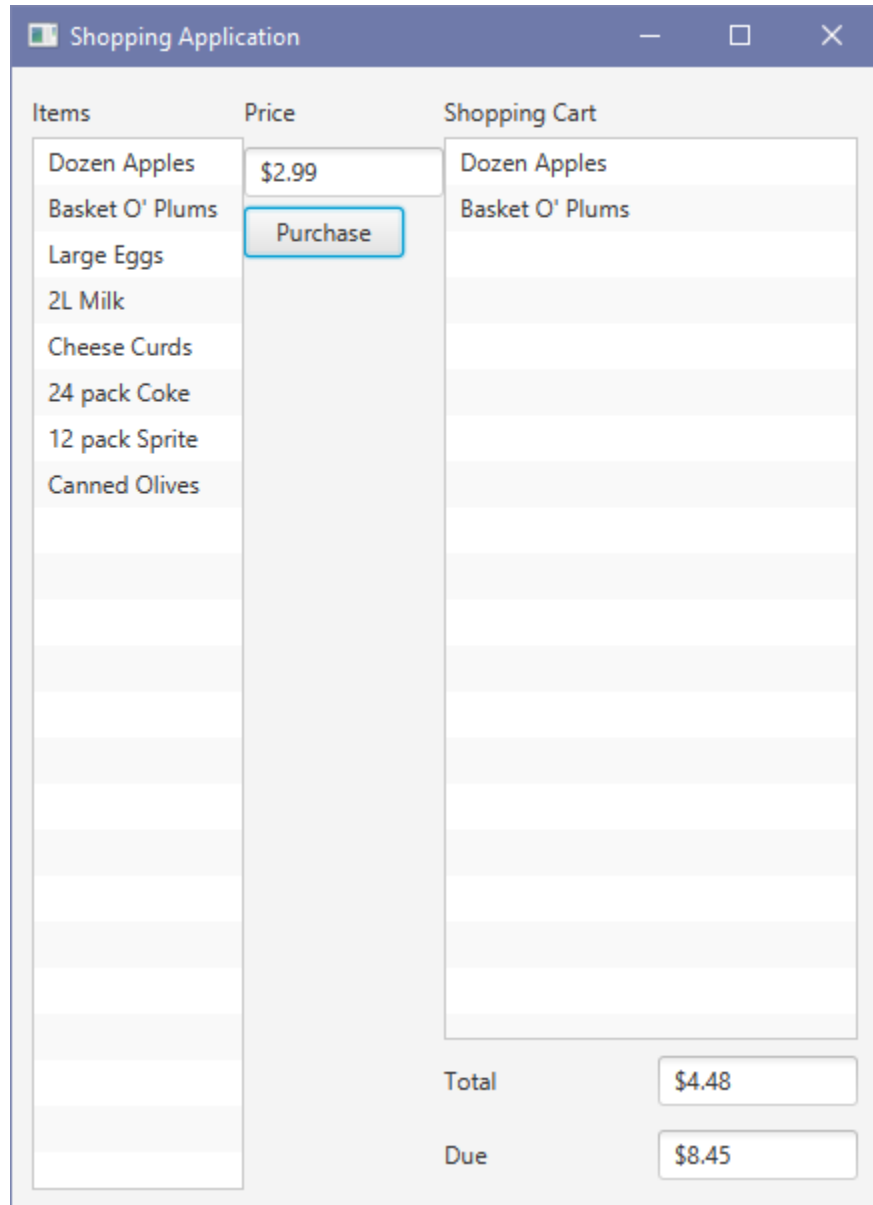 Shopping Application
Items
Price
Shopping Cart
Dozen Apples
Basket O' Plums
Large Eggs
2L Milk
Cheese Curds
24 pack Coke
12 pack Sprite
Canned Olives
$2.99
Purchase
Dozen Apples
Basket O' Plums
Total
$4.48
Due
$8.45